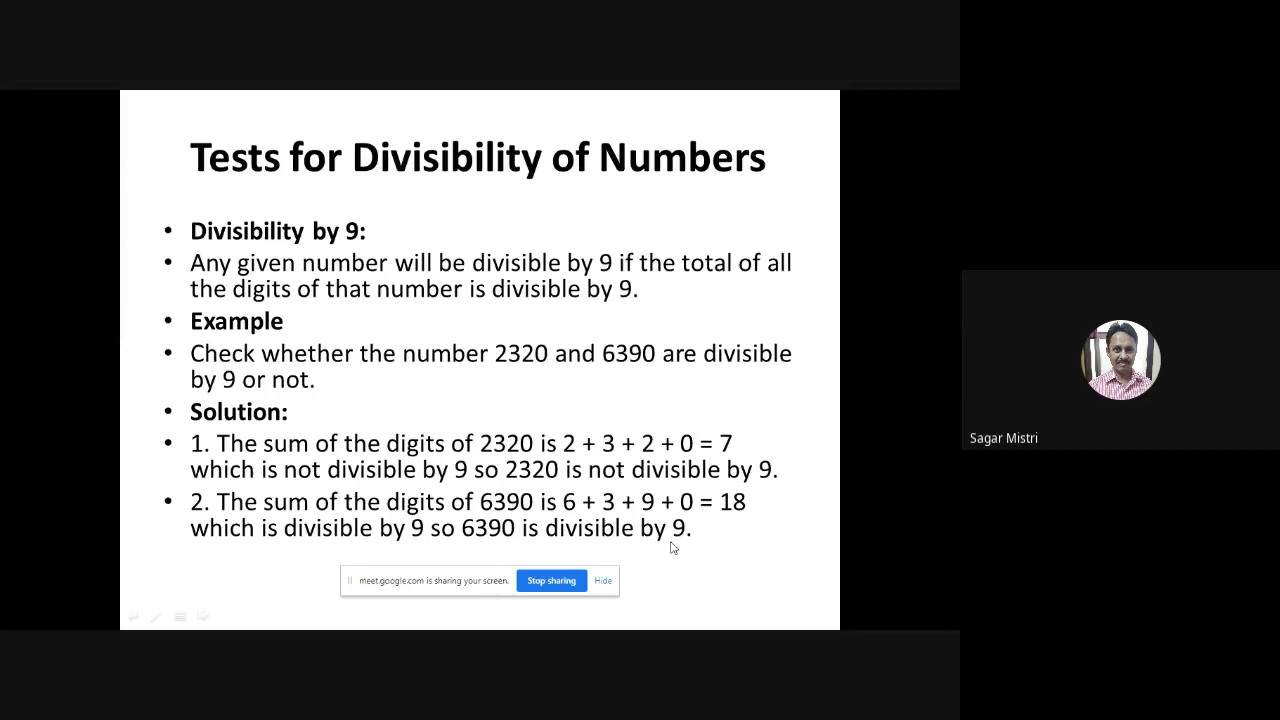 Tests for Divisibility of Numbers
• Divisibility by 9:
• Any given number will be divisible by 9 if the total of all
the digits of that number is divisible by 9.
• Example
• Check whether the number 2320 and 6390 are divisible
by 9 or not.
• Solution:
• 1. The sum of the digits of 2320 is 2 + 3 + 2 + 0 = 7
which is not divisible by 9 so 2320 is not divisible by 9.
• 2. The sum of the digits of 6390 is 6 + 3 + 9 + 0 = 18
which is divisible by 9 so 6390 is divisible by 9.
meet.google.com is sharing your screen. Stop sharing Hide
Sagar Mistri